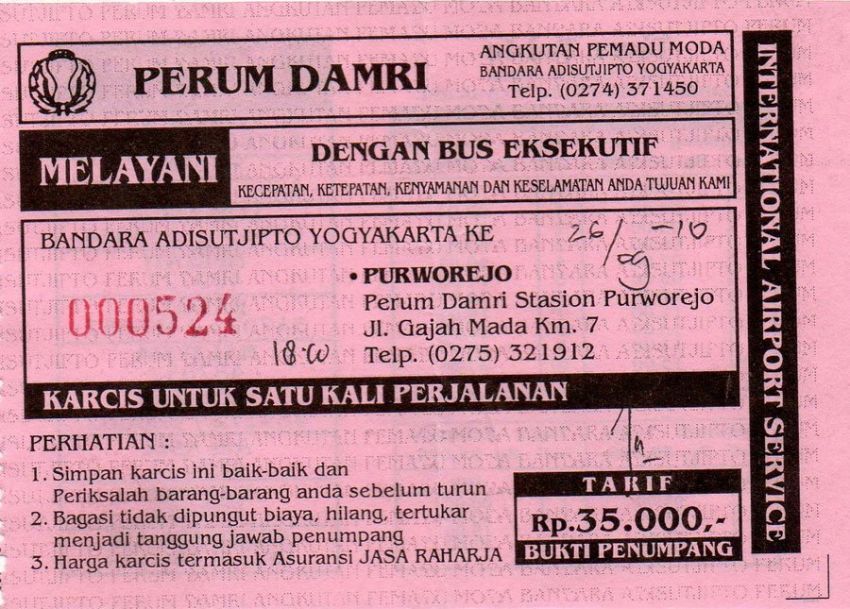 PERUM DAMRI
ANGKUTAN PEMADU MODA
BANDARA ADISUTJIPTO YOGYAKARTA
Telp. (0274) 371450
MELAYANI
DENGAN BUS EKSEKUTIF
KECEPATAN, KETEPATAN, KENYAMANAN DAN KESELAMATAN ANDA TUJUAN KAMI
BANDARA ADISUTJIPTO YOGYAKARTA KE
26/ -10
• PURWOREJO
Perum Damri Stasion Purworejo
000524
Jl. Gajah Mada Km. 7
1800
Telp. (0275) 321912
KARCIS UNTUK SATU KALI PERJALANAN
PERHATIAN :
1. Simpan karcis ini baik-baik dan
Periksalah barang-barang anda sebelum turun
2. Bagasi tidak dipungut biaya, hilang, tertukar
menjadi tanggung jawab penumpang
3. Harga karcis termasuk Asuransi JASA RAHARJA
TARIF
Rp.35.000,-
BUKTI PENUMPANG
INTERNATIONAL AIRPORT SERVICE